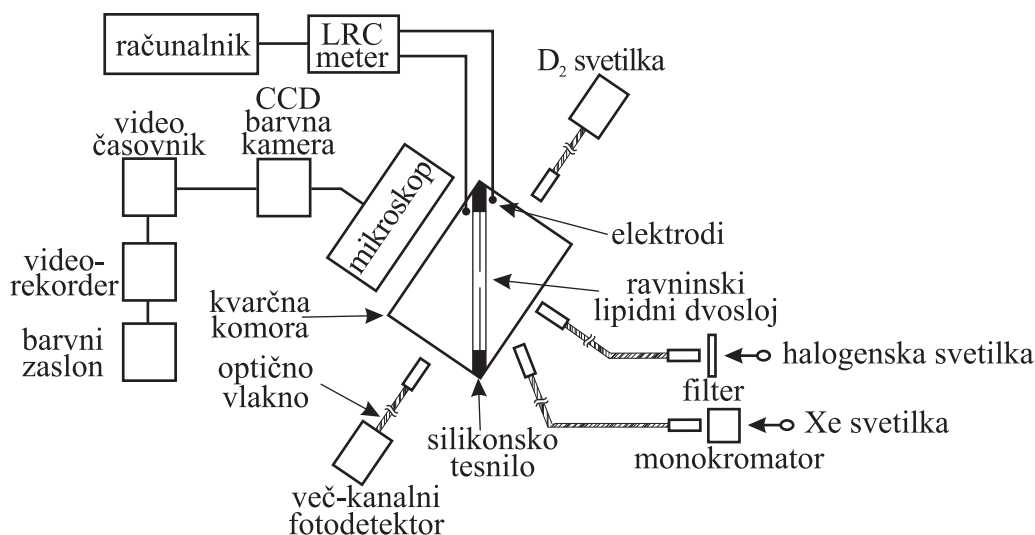 računalnik
LRC
meter
D₂ svetilka
CCD
barvna
kamera
video
časovnik
mikroskop
elektrodi
video-
rekorder
ravninski
lipidni dvosloj
kvarčna
komora
barvni
zaslon
optično
vlakno
halogenska svetilka
filter
silikonsko
tesnilo
Xe svetilka
monokromator
več-kanalni
fotodetektor